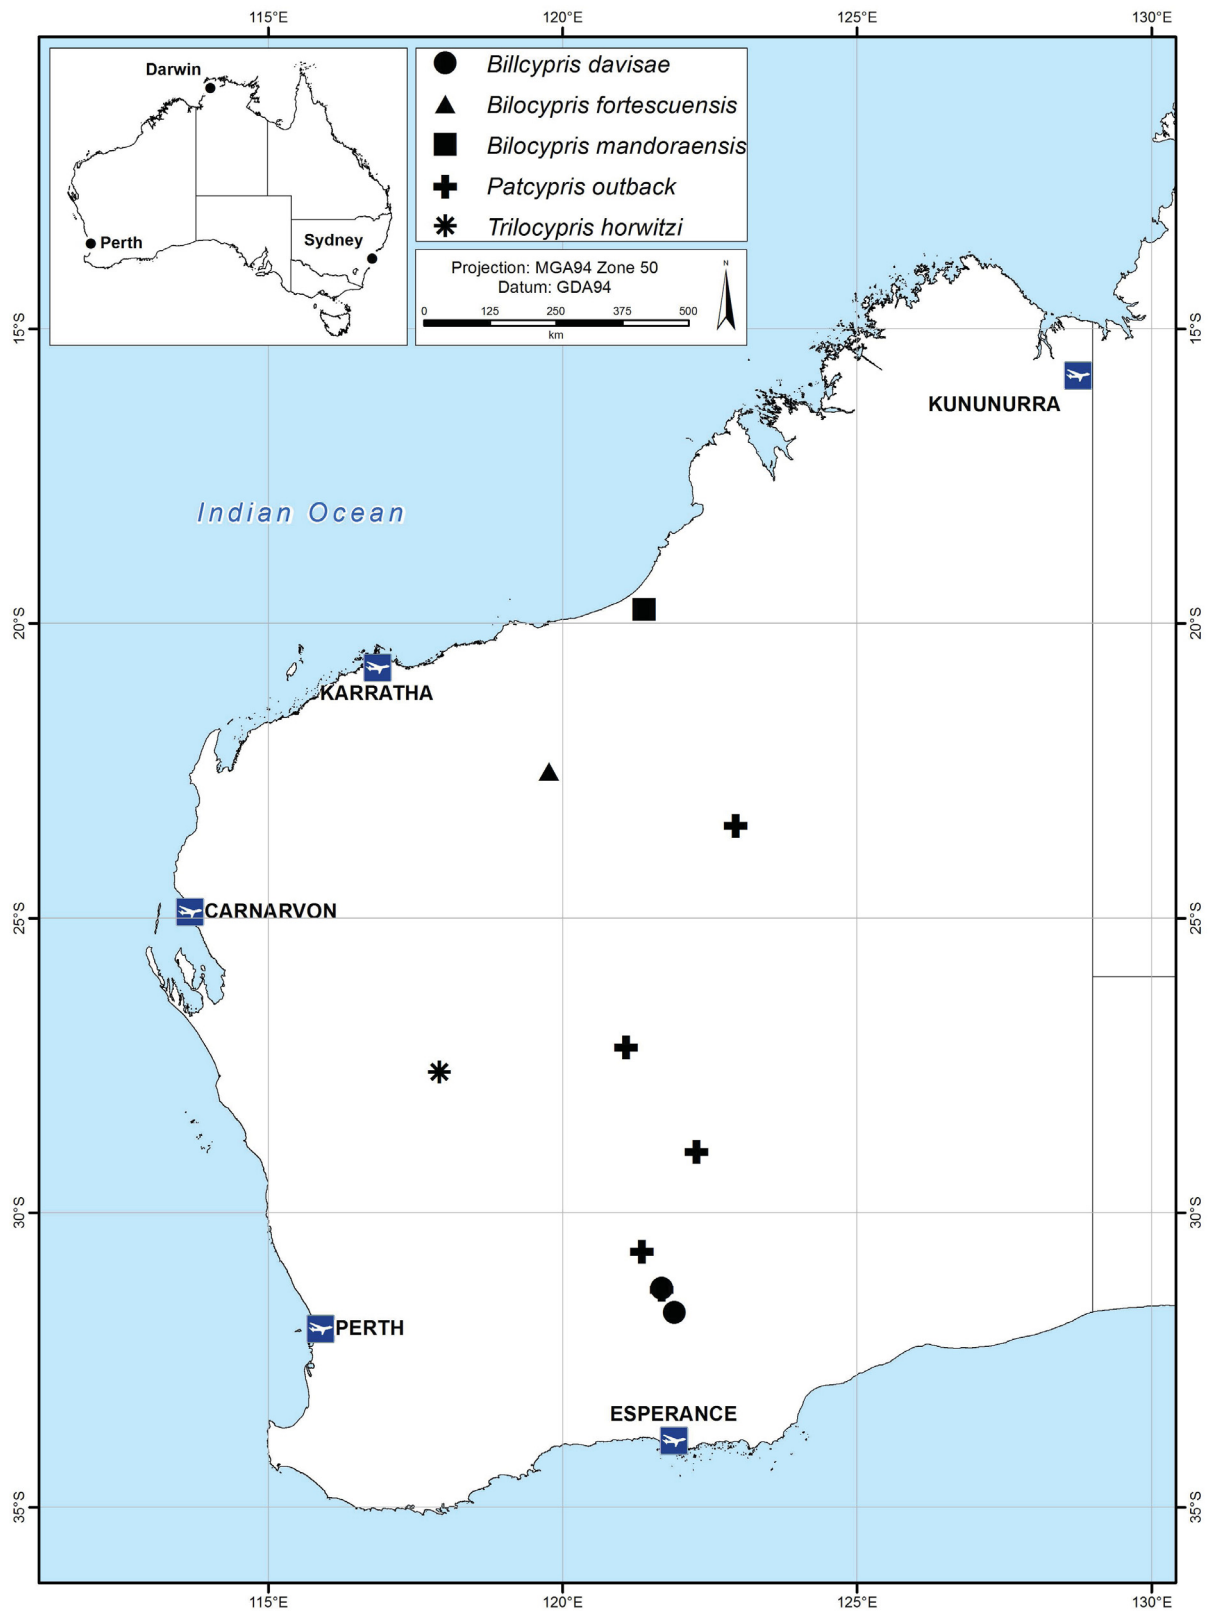 115°E
120°E
125°E
130°E
Darwin
Perth
Sydney
Billcypris davisae
Bilocypris fortescuensis
Bilocypris mandoraensis
Patcypris outback
Trilocypris horwitzi
Projection: MGA94 Zone 50
Datum: GDA94
0 125 250 375 500
km
N
15°S
15°S
KUNUNURRA
Indian Ocean
20°S
20°S
KARRATHA
CARNARVON
25°S
25°S
30°S
30°S
PERTH
ESPERANCE
35°S
35°S
115°E
120°E
125°E
130°E